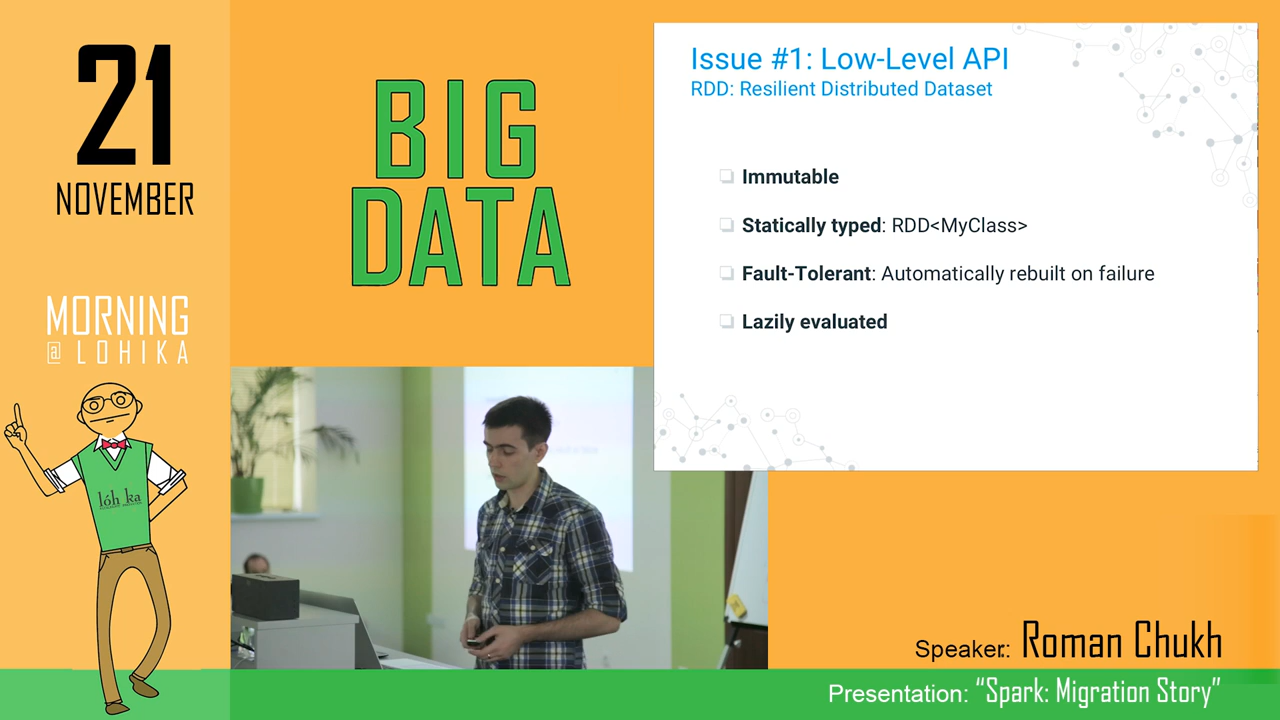 21
NOVEMBER
MORNING
@ LOHIKA
lóh ka
BIG
DATA
Issue #1: Low-Level API
RDD: Resilient Distributed Dataset
Immutable
Statically typed: RDD<MyClass>
Fault-Tolerant: Automatically rebuilt on failure
Lazily evaluated
Speaker: Roman Chukh
Presentation: “Spark: Migration Story”